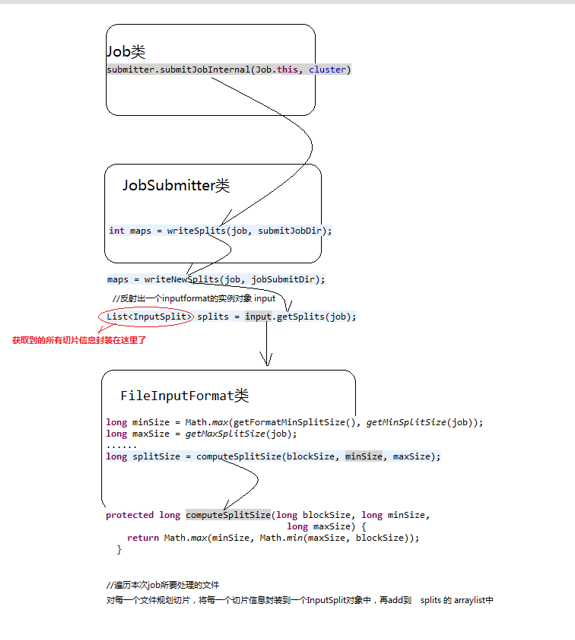 Job类
submitter.submitJobInternal(Job.this, cluster)
JobSubmitter类
int maps = writeSplits(job, submitJobDir);
maps = writeNewSplits(job, jobSubmitDir);
//反射出一个inputformat的实例对象 input
List<InputSplit> splits = input.getSplits(job);
获取到的所有切片信息封装在这里了
FileInputFormat类
long minSize = Math.max(getFormatMinSplitSize(), getMinSplitSize(job));
long maxSize = getMaxSplitSize(job);
......
long splitSize = computeSplitSize(blockSize, minSize, maxSize);
protected long computeSplitSize(long blockSize, long minSize,
long maxSize) {
return Math.max(minSize, Math.min(maxSize, blockSize));
}
//遍历本次job所要处理的文件
对每一个文件规划切片，将每一个切片信息封装到一个InputSplit对象中，再add到 splits 的 arraylist中